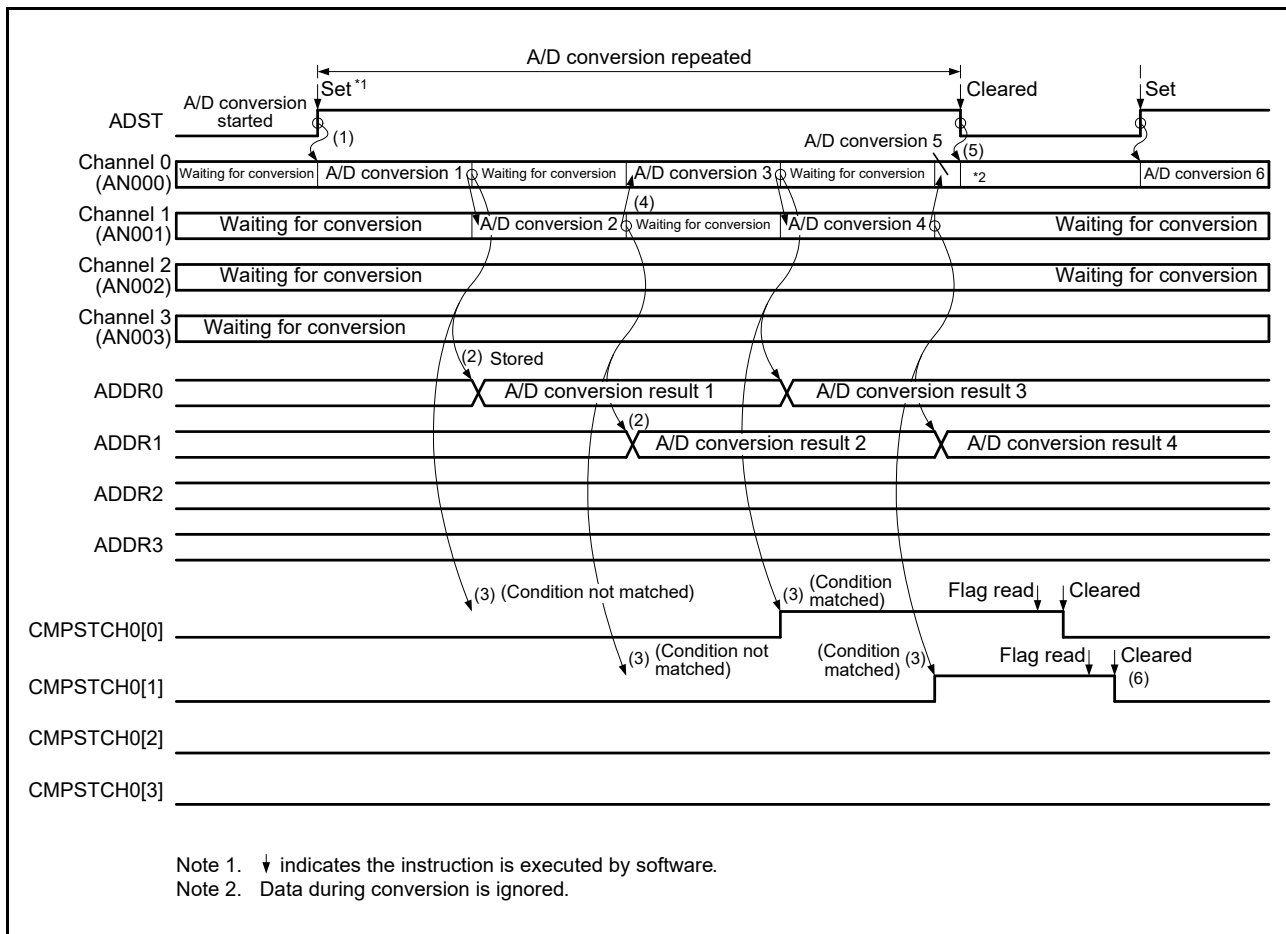 A/D conversion repeated
Set *1
Cleared
Set
A/D conversion
started
ADST
(1)
A/D conversion 5
(5)
Channel 0
(AN000)
Waiting for conversion
A/D conversion 1
Waiting for conversion
A/D conversion 3
Waiting for conversion
*2
A/D conversion 6
(4)
Channel 1
(AN001)
Waiting for conversion
A/D conversion 2
Waiting for conversion
A/D conversion 4
Waiting for conversion
Channel 2
(AN002)
Waiting for conversion
Waiting for conversion
Channel 3
(AN003)
Waiting for conversion
(2) Stored
ADDR0
A/D conversion result 1
A/D conversion result 3
(2)
ADDR1
A/D conversion result 2
A/D conversion result 4
ADDR2
ADDR3
(3) (Condition not matched)
(3) (Condition
matched)
Flag read
Cleared
CMPSTCH0[0]
(3) (Condition not
matched)
(Condition
matched) (3)
Flag read
Cleared
(6)
CMPSTCH0[1]
CMPSTCH0[2]
CMPSTCH0[3]
Note 1. indicates the instruction is executed by software.
Note 2. Data during conversion is ignored.